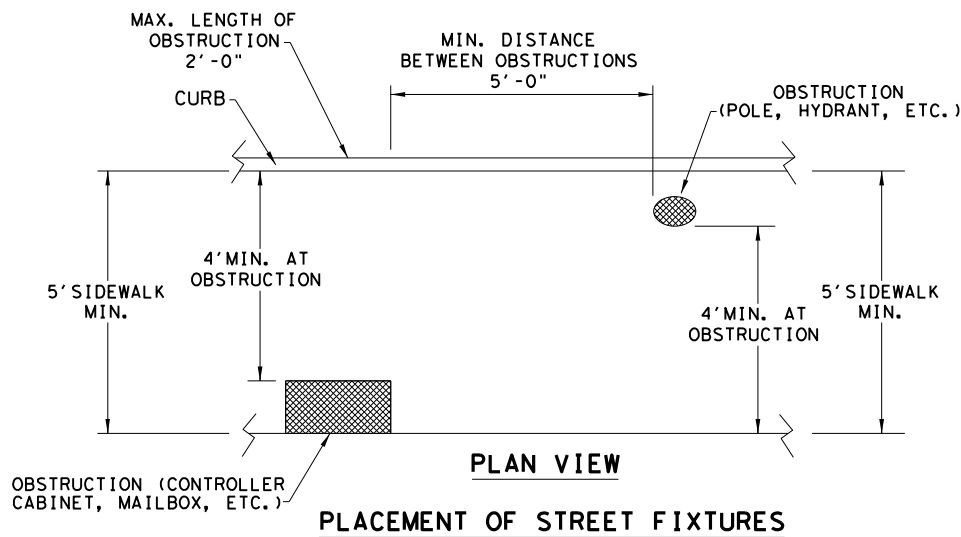 MAX. LENGTH OF
OBSTRUCTION
2'-0"
MIN. DISTANCE
BETWEEN OBSTRUCTIONS
5'-0"
CURB
OBSTRUCTION
(POLE, HYDRANT, ETC.)
4'MIN. AT
OBSTRUCTION
5'SIDEWALK
MIN.
4'MIN. AT
OBSTRUCTION
5'SIDEWALK
MIN.
OBSTRUCTION (CONTROLLER
CABINET, MAILBOX, ETC.)
PLAN VIEW
PLACEMENT OF STREET FIXTURES